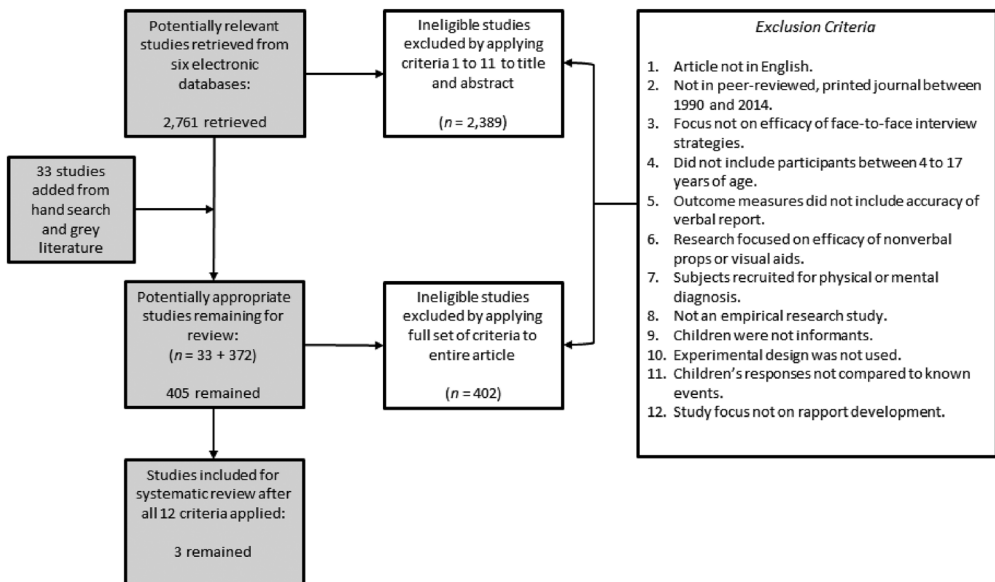 Potentially relevant
studies retrieved from
six electronic
databases:
2,761 retrieved
Ineligible studies
excluded by applying
criteria 1 to 11 to title
and abstract
(n = 2,389)
33 studies
added from
hand search
and grey
literature
Potentially appropriate
studies remaining for
review:
(n = 33 + 372)
405 remained
Ineligible studies
excluded by applying
full set of criteria to
entire article
(n = 402)
Studies included for
systematic review after
all 12 criteria applied:
3 remained
Exclusion Criteria
1. Article not in English.
2. Not in peer-reviewed, printed journal between
1990 and 2014.
3. Focus not on efficacy of face-to-face interview
strategies.
4. Did not include participants between 4 to 17
years of age.
5. Outcome measures did not include accuracy of
verbal report.
6. Research focused on efficacy of nonverbal
props or visual aids.
7. Subjects recruited for physical or mental
diagnosis.
8. Not an empirical research study.
9. Children were not informants.
10. Experimental design was not used.
11. Children's responses not compared to known
events.
12. Study focus not on rapport development.